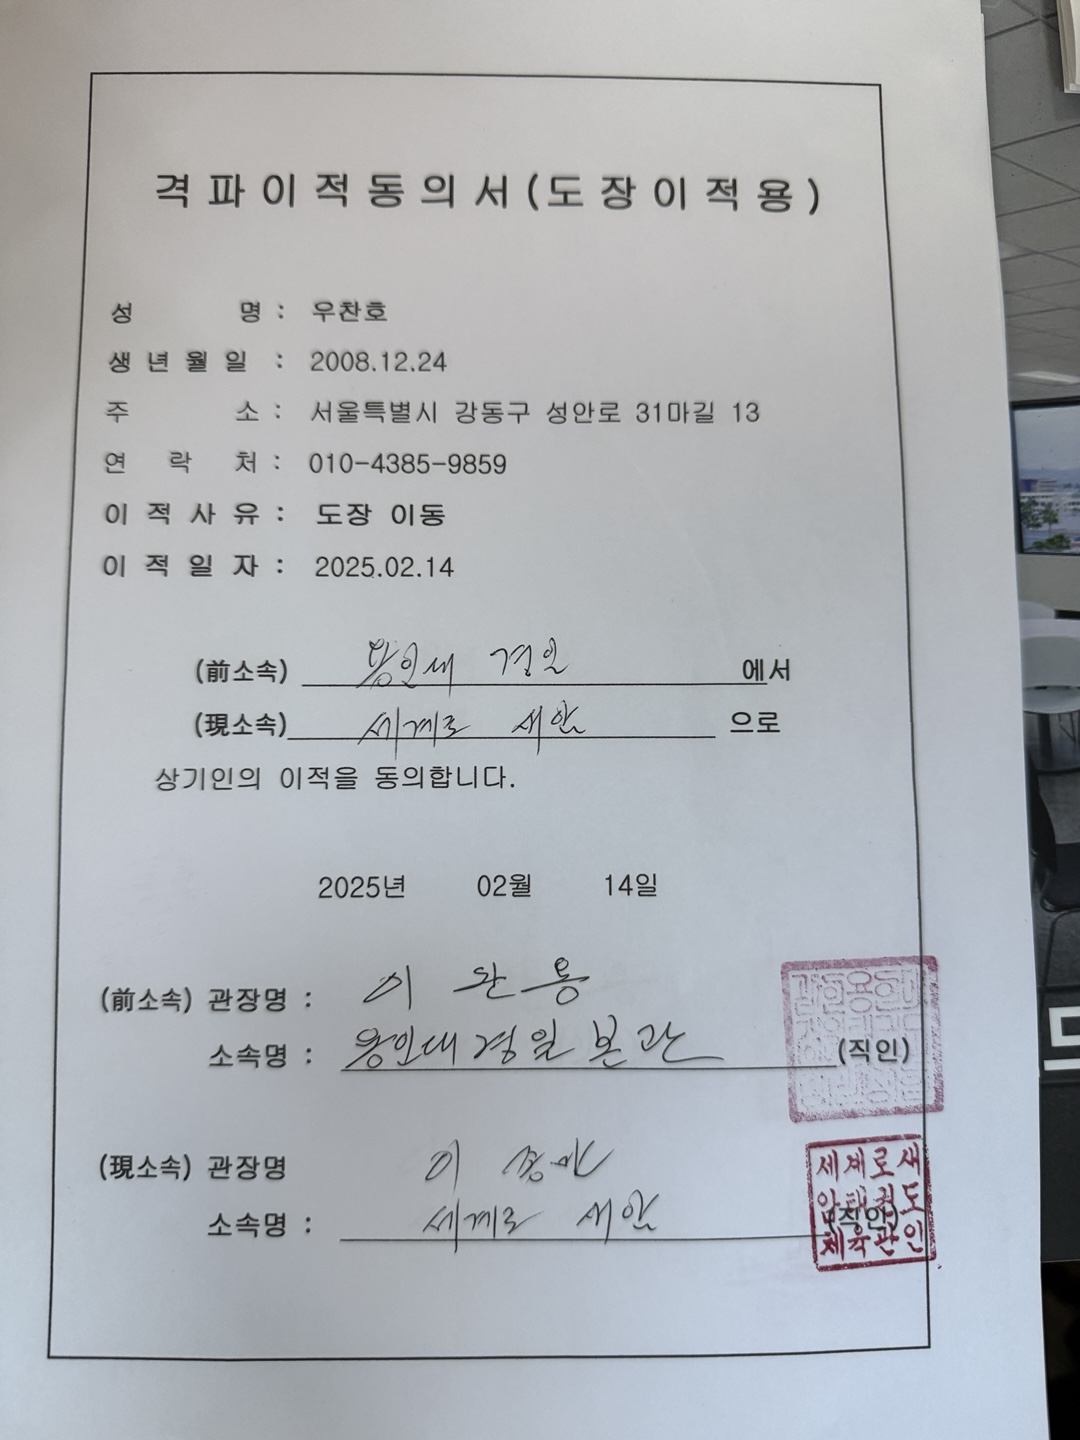 격파이적동의서(도장이적용)
성 명 : 우찬호
생년월일 : 2008.12.24
주 소 : 서울특별시 강동구 성안로 31마길 13
연 락 처 : 010-4385-9859
이적사유 : 도장 이동
이적일자 : 2025.02.14
(前소속) 용인대 경일 에서
(現소속) 세계로 새암 으로
상기인의 이적을 동의합니다.
2025년 02월 14일
(前소속) 관장명 : 이 완 용
소속명 : 용인대 경일 본관 (직인)
(現소속) 관장명 이
소속명 : 세계로 새암 (직인)
세계로새
암태권도
체육관인